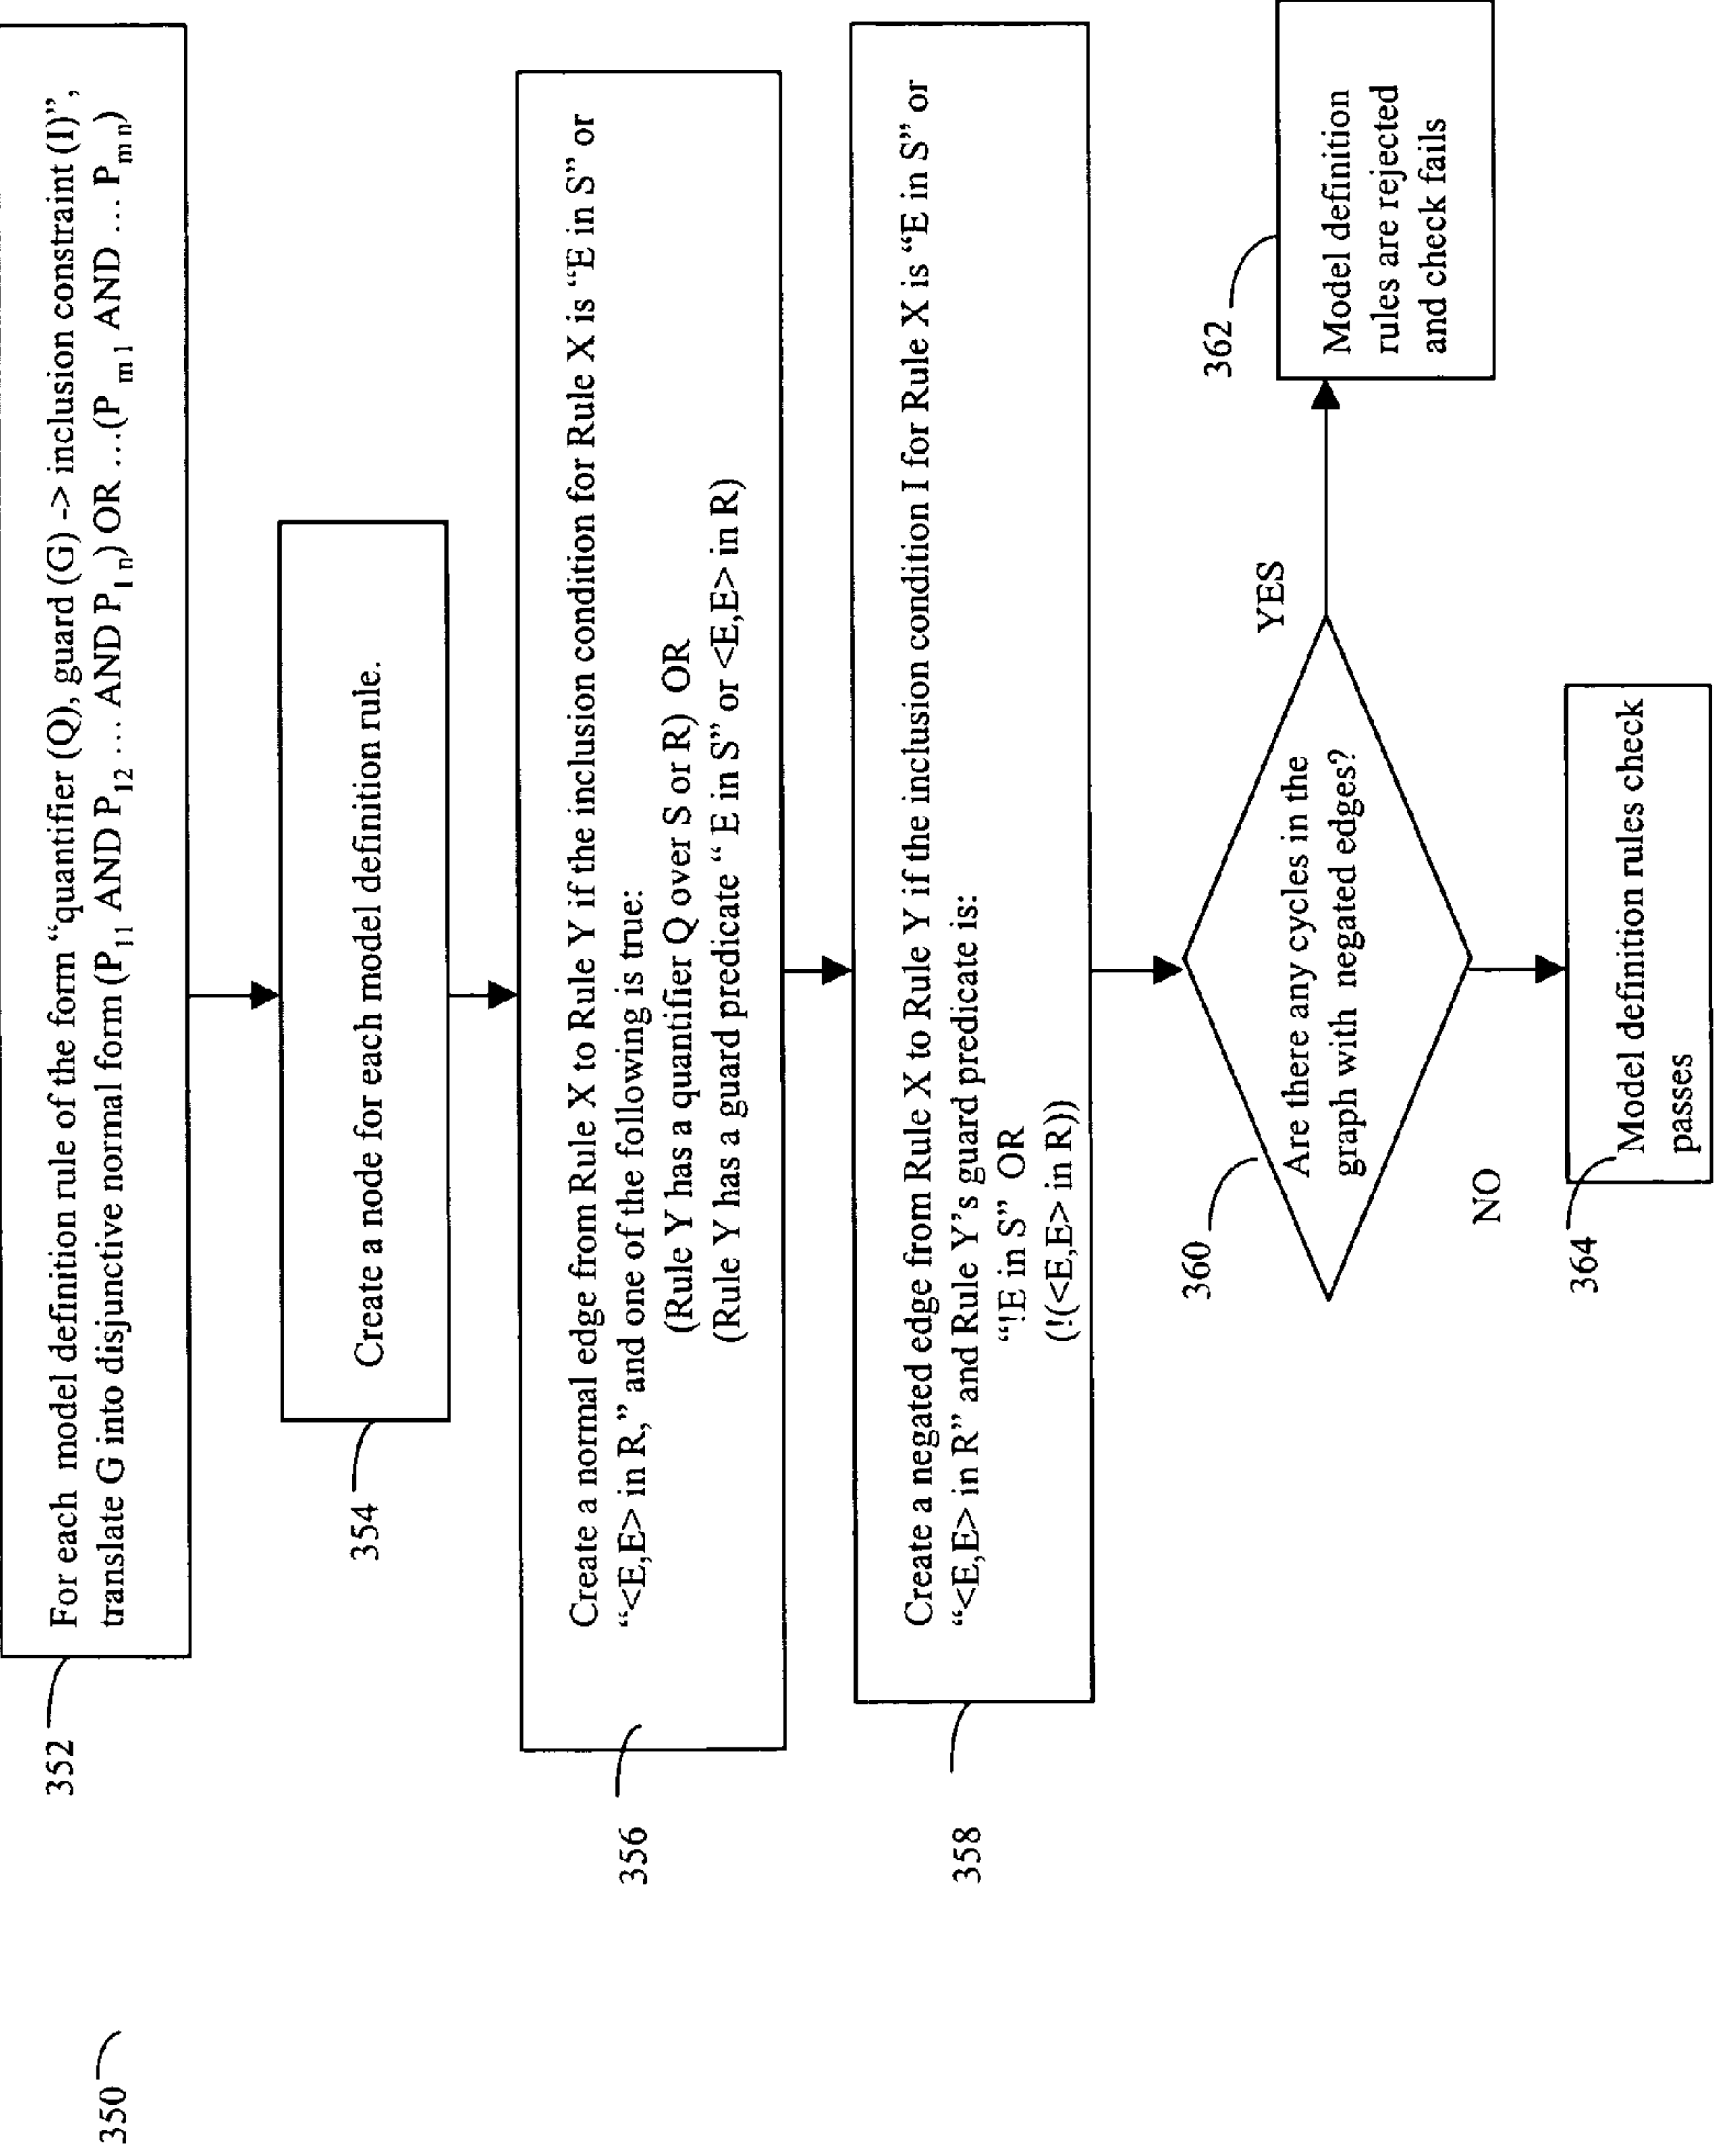 350
352
For each model definition rule of the form “quantifier (Q), guard (G) -> inclusion constraint (I)”,
translate G into disjunctive normal form (P11 AND P12 ... AND P1n) OR ...(P m1 AND ... P m n)
354
Create a node for each model definition rule.
356
Create a normal edge from Rule X to Rule Y if the inclusion condition for Rule X is “E in S” or
“<E,E> in R,” and one of the following is true:
(Rule Y has a quantifier Q over S or R) OR
(Rule Y has a guard predicate “ E in S” or <E,E> in R)
358
Create a negated edge from Rule X to Rule Y if the inclusion condition I for Rule X is “E in S” or
“<E,E> in R” and Rule Y’s guard predicate is:
“!E in S” OR
(!(<E,E> in R))
360
Are there any cycles in the
graph with negated edges?
YES
362
Model definition
rules are rejected
and check fails
NO
364
Model definition rules check
passes